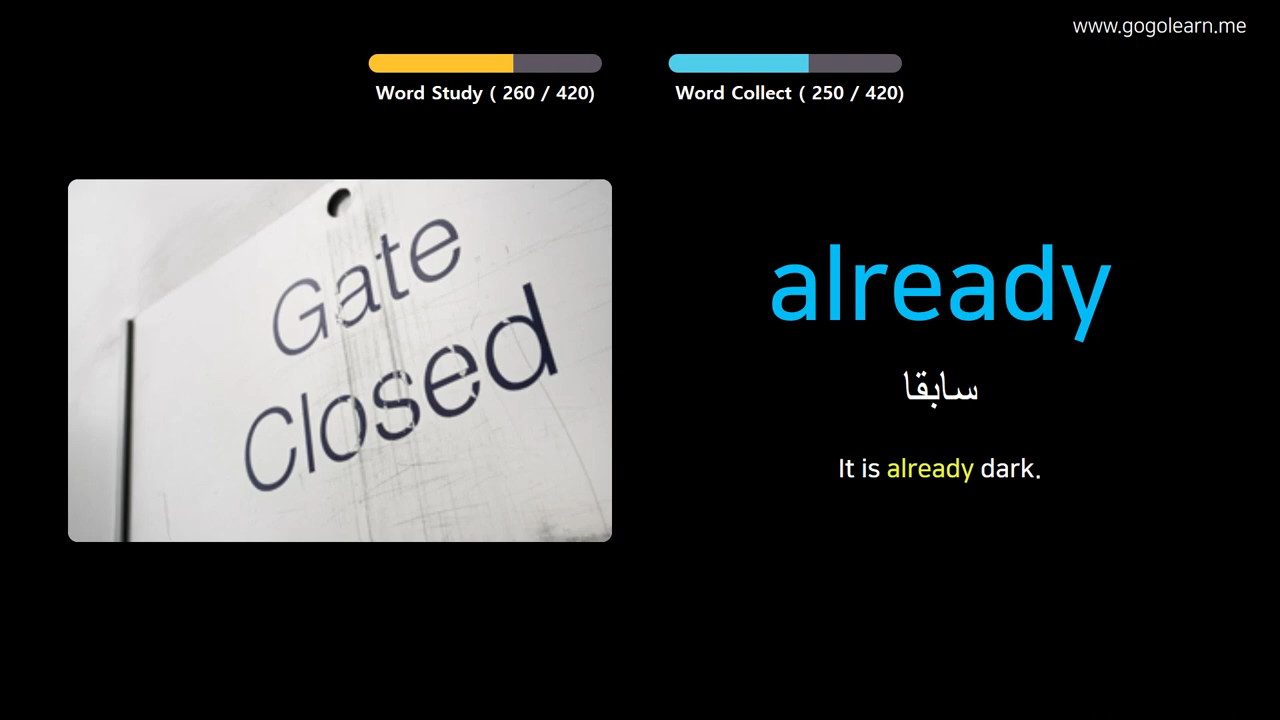 www.gogolearn.me
Word Study ( 260 / 420)
Word Collect ( 250 / 420)
Gate
Closed
already
سابقا
It is already dark.